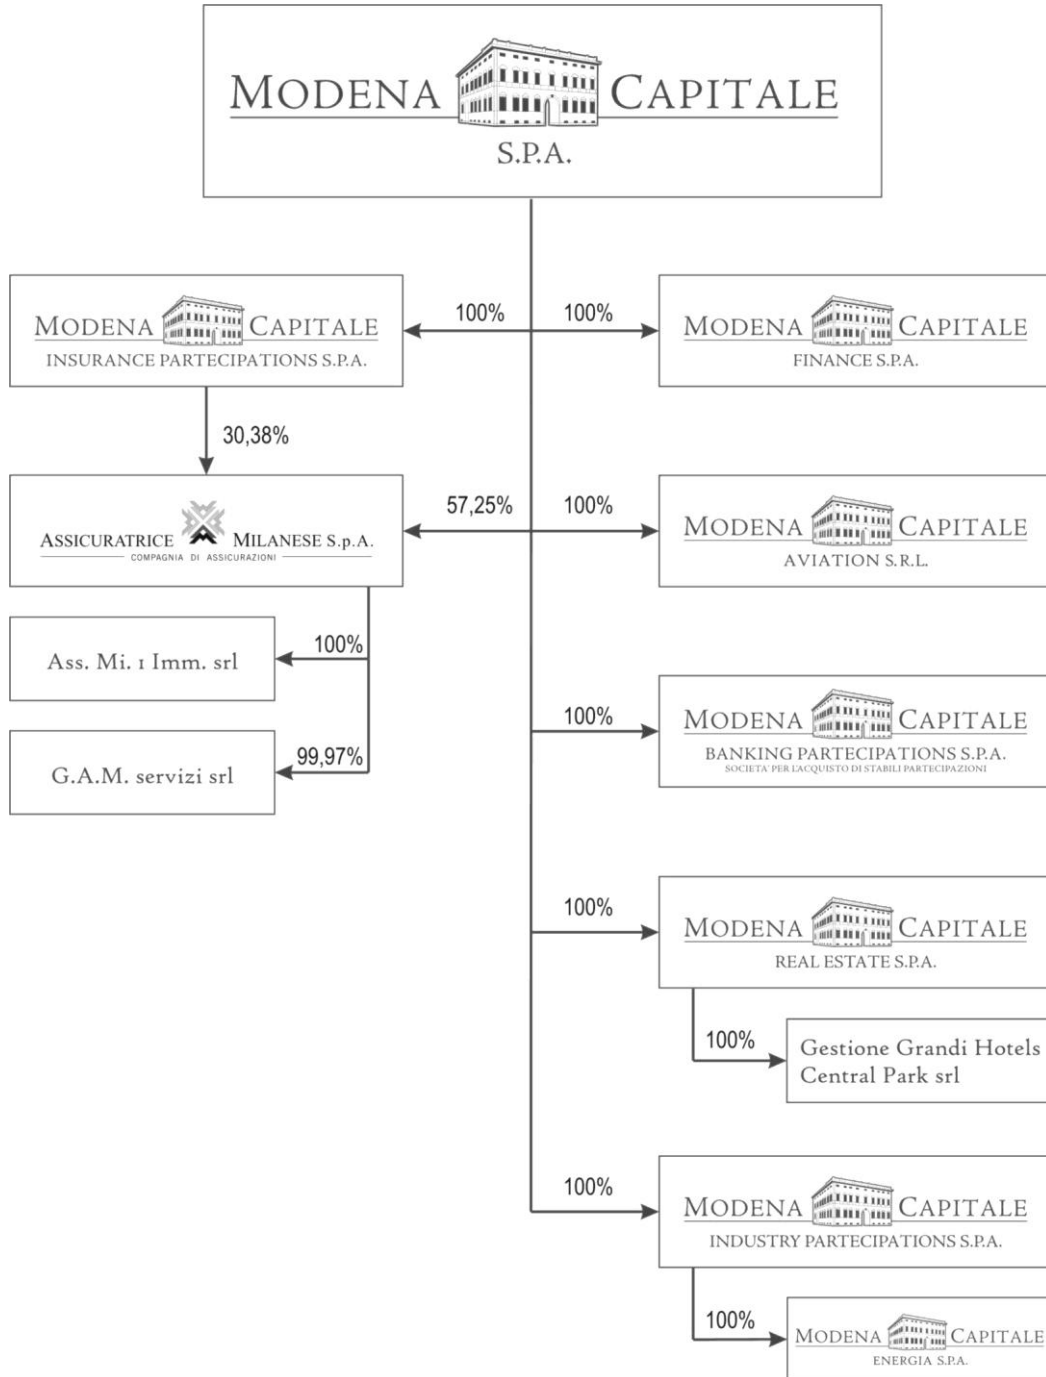 MODENA CAPITALE
S.P.A.
100%
100%
MODENA CAPITALE
INSURANCE PARTECIPATIONS S.P.A.
MODENA CAPITALE
FINANCE S.P.A.
30,38%
57,25%
100%
ASSICURATRICE MILANESE S.p.A.
COMPAGNIA DI ASSICURAZIONI
MODENA CAPITALE
AVIATION S.R.L.
100%
Ass. Mi. 1 Imm. srl
99,97%
G.A.M. servizi srl
100%
MODENA CAPITALE
BANKING PARTECIPATIONS S.P.A.
SOCIETA' PER L'ACQUISTO DI STABILI PARTECIPAZIONI
100%
MODENA CAPITALE
REAL ESTATE S.P.A.
100%
Gestione Grandi Hotels
Central Park srl
100%
MODENA CAPITALE
INDUSTRY PARTECIPATIONS S.P.A.
100%
MODENA CAPITALE
ENERGIA S.P.A.